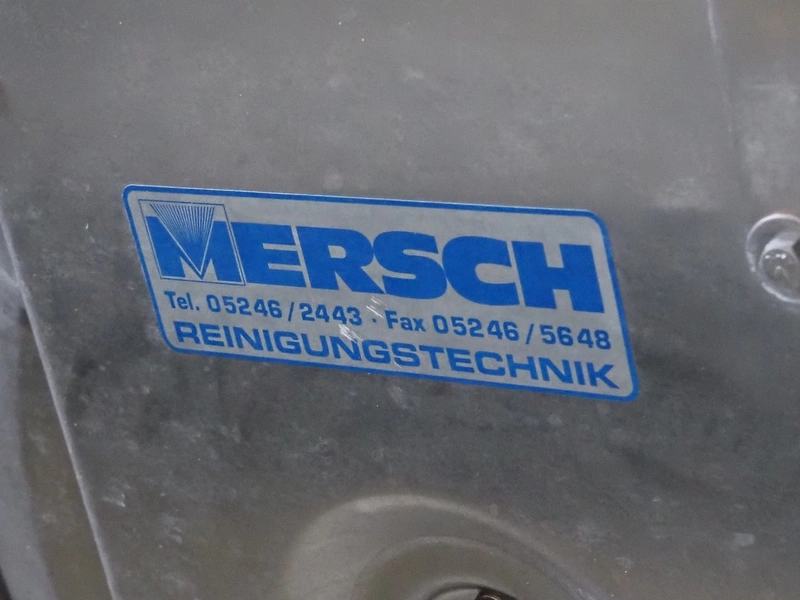 MERSCH
Tel. 05246/2443 · Fax 05246/5648
REINIGUNGSTECHNIK